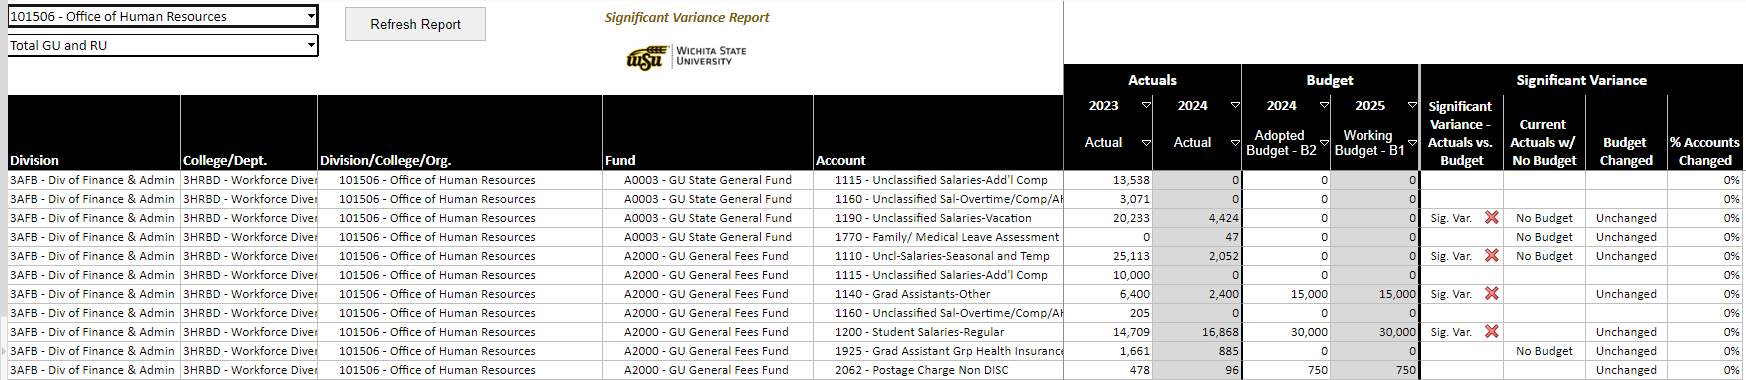 101506 - Office of Human Resources
Total GU and RU
Refresh Report
Significant Variance Report
wsu WICHITA STATE
UNIVERSITY
Actuals Budget Significant Variance
2023 2024 2024 2025
Actual Actual Adopted Budget - B2 Working Budget - B1 Significant Variance - Actuals vs. Budget Current Actuals w/ No Budget Budget Changed % Accounts Changed
Division College/Dept. Division/College/Org. Fund Account
3AFB - Div of Finance & Admin 3HRBD - Workforce Diver 101506 - Office of Human Resources A0003 - GU State General Fund 1115 - Unclassified Salaries-Add'l Comp 13,538 0 0 0 0%
3AFB - Div of Finance & Admin 3HRBD - Workforce Diver 101506 - Office of Human Resources A0003 - GU State General Fund 1160 - Unclassified Sal-Overtime/Comp/Al 3,071 0 0 0 0%
3AFB - Div of Finance & Admin 3HRBD - Workforce Diver 101506 - Office of Human Resources A0003 - GU State General Fund 1190 - Unclassified Salaries-Vacation 20,233 4,424 0 0 Sig. Var. No Budget Unchanged 0%
3AFB - Div of Finance & Admin 3HRBD - Workforce Diver 101506 - Office of Human Resources A0003 - GU State General Fund 1770 - Family/ Medical Leave Assessment 0 47 0 0 No Budget Unchanged 0%
3AFB - Div of Finance & Admin 3HRBD - Workforce Diver 101506 - Office of Human Resources A2000 - GU General Fees Fund 1110 - Uncl-Salaries-Seasonal and Temp 25,113 2,052 0 0 Sig. Var. No Budget Unchanged 0%
3AFB - Div of Finance & Admin 3HRBD - Workforce Diver 101506 - Office of Human Resources A2000 - GU General Fees Fund 1115 - Unclassified Salaries-Add'l Comp 10,000 0 0 0 0%
3AFB - Div of Finance & Admin 3HRBD - Workforce Diver 101506 - Office of Human Resources A2000 - GU General Fees Fund 1140 - Grad Assistants-Other 6,400 2,400 15,000 15,000 Sig. Var. Unchanged 0%
3AFB - Div of Finance & Admin 3HRBD - Workforce Diver 101506 - Office of Human Resources A2000 - GU General Fees Fund 1160 - Unclassified Sal-Overtime/Comp/Al 205 0 0 0 0%
3AFB - Div of Finance & Admin 3HRBD - Workforce Diver 101506 - Office of Human Resources A2000 - GU General Fees Fund 1200 - Student Salaries-Regular 14,709 16,868 30,000 30,000 Sig. Var. Unchanged 0%
3AFB - Div of Finance & Admin 3HRBD - Workforce Diver 101506 - Office of Human Resources A2000 - GU General Fees Fund 1925 - Grad Assistant Grp Health Insurance 1,661 885 0 0 No Budget Unchanged 0%
3AFB - Div of Finance & Admin 3HRBD - Workforce Diver 101506 - Office of Human Resources A2000 - GU General Fees Fund 2062 - Postage Charge Non DISC 478 96 750 750 Unchanged 0%